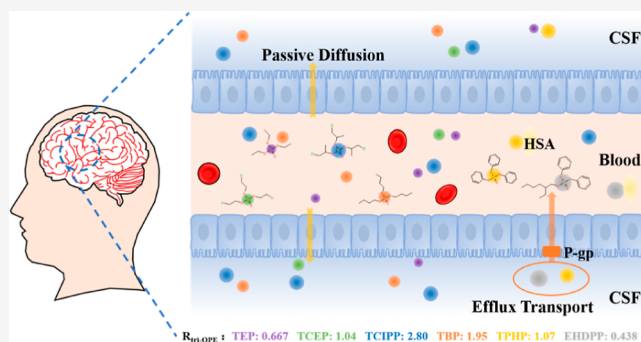 CSF
Passive Diffusion
HSA
Blood
P-gp
Efflux Transport
CSF
R_tri-OPE : TEP: 0.667 TCEP: 1.04 TCIPP: 2.80 TBP: 1.95 TPHP: 1.07 EHDPP: 0.438